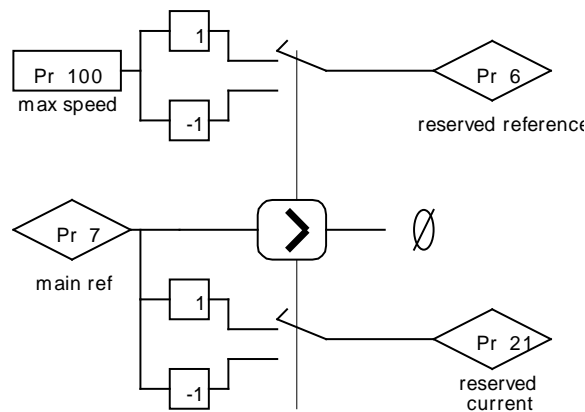 1
Pr 100
Pr 6
max speed
-1
reserved reference
>
0
Pr 7
main ref
1
Pr 21
-1
reserved
current